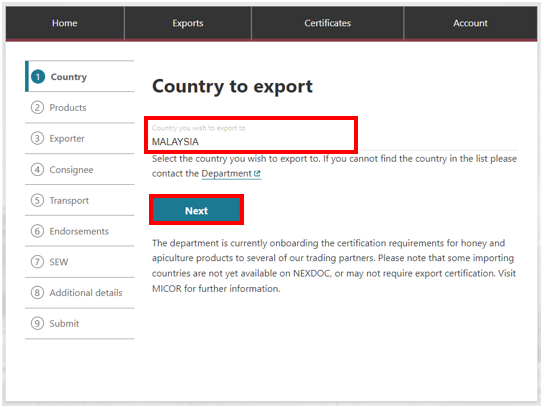 Home Exports Certificates Account
1 Country
2 Products
3 Exporter
4 Consignee
5 Transport
6 Endorsements
7 SEW
8 Additional details
9 Submit
Country to export
Country you wish to export to
MALAYSIA
Select the country you wish to export to. If you cannot find the country in the list please
contact the Department
Next
The department is currently onboarding the certification requirements for honey and
apiculture products to several of our trading partners. Please note that some importing
countries are not yet available on NEXDOC, or may not require export certification. Visit
MICOR for further information.